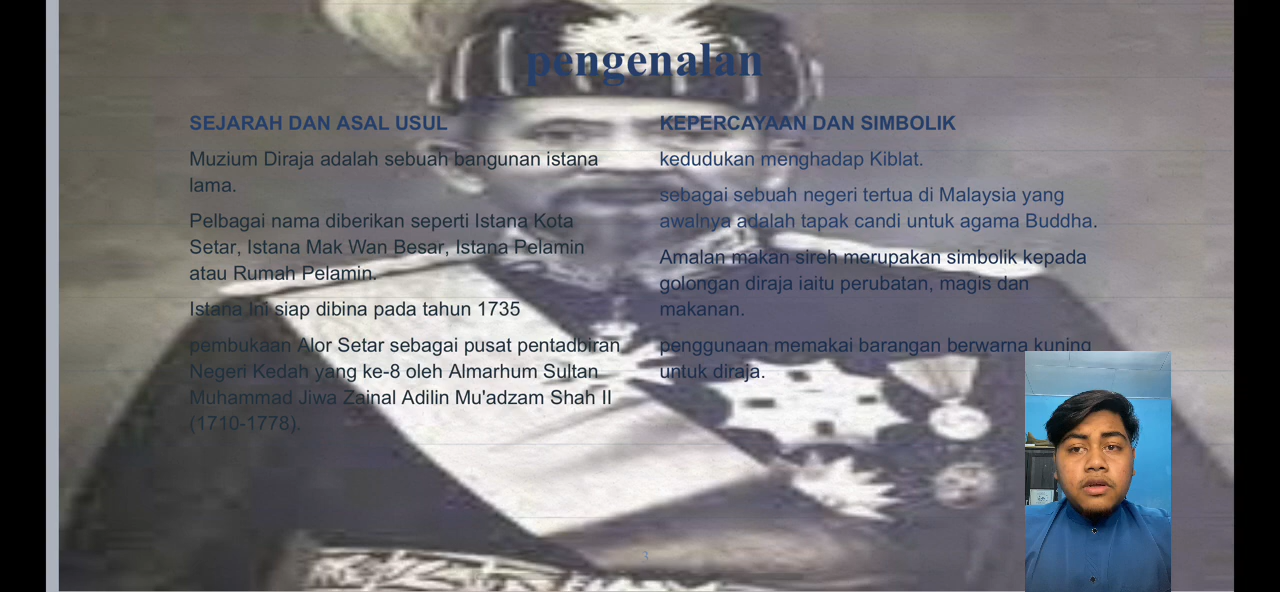 pengenalan
SEJARAH DAN ASAL USUL
Muzium Diraja adalah sebuah bangunan istana
lama.
Pelbagai nama diberikan seperti Istana Kota
Setar, Istana Mak Wan Besar, Istana Pelamin
atau Rumah Pelamin.
Istana Ini siap dibina pada tahun 1735
pembukaan Alor Setar sebagai pusat pentadbiran
Negeri Kedah yang ke-8 oleh Almarhum Sultan
Muhammad Jiwa Zainal Adilin Mu'adzam Shah II
(1710-1778).
KEPERCAYAAN DAN SIMBOLIK
kedudukan menghadap Kiblat.
sebagai sebuah negeri tertua di Malaysia yang
awalnya adalah tapak candi untuk agama Buddha.
Amalan makan sireh merupakan simbolik kepada
golongan diraja iaitu perubatan, magis dan
makanan.
penggunaan memakai barangan berwarna kuning
untuk diraja.
3